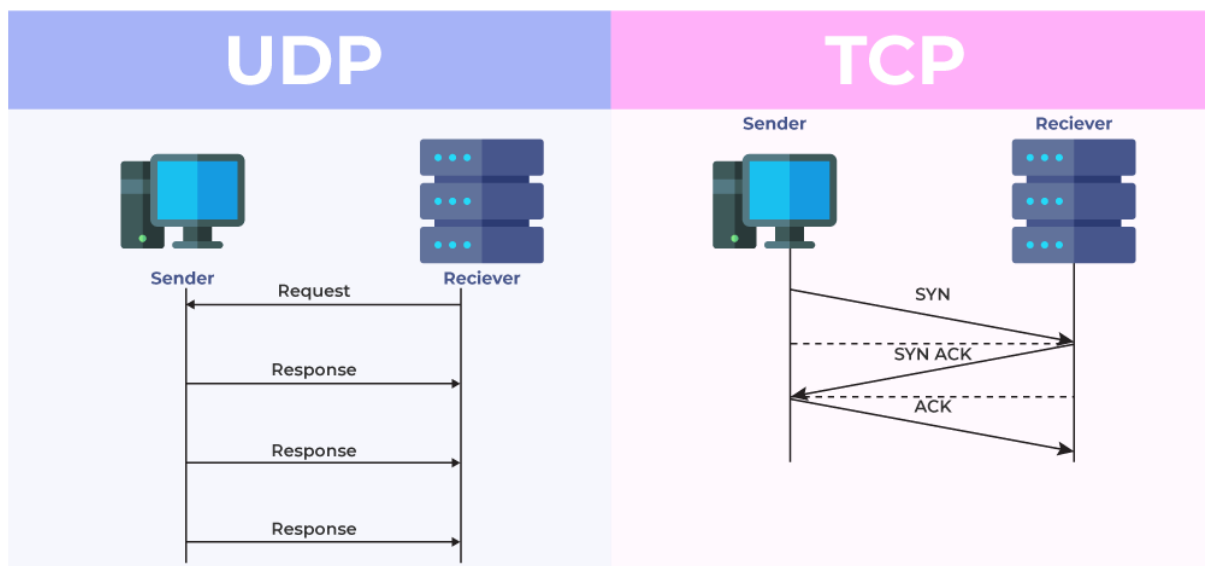 UDP
TCP
Sender
Reciever
Sender
Reciever
Request
Response
Response
Response
SYN
SYN ACK
ACK